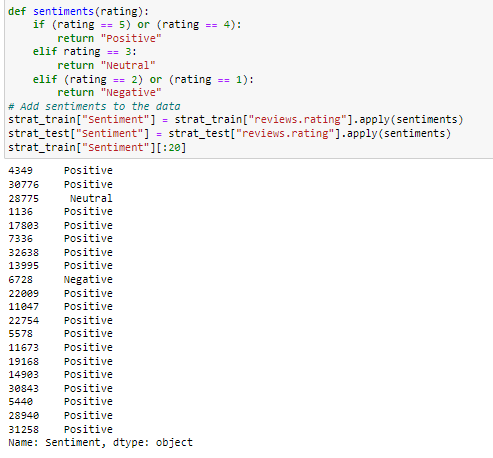 def sentiments(rating):
    if (rating == 5) or (rating == 4):
        return "Positive"
    elif rating == 3:
        return "Neutral"
    elif (rating == 2) or (rating == 1):
        return "Negative"
# Add sentiments to the data
strat_train["Sentiment"] = strat_train["reviews.rating"].apply(sentiments)
strat_test["Sentiment"] = strat_test["reviews.rating"].apply(sentiments)
strat_train["Sentiment"][:20]
4349     Positive
30776    Positive
28775     Neutral
1136     Positive
17803    Positive
7336     Positive
32638    Positive
13995    Positive
6728     Negative
22009    Positive
11047    Positive
22754    Positive
5578     Positive
11673    Positive
19168    Positive
14903    Positive
30843    Positive
5440     Positive
28940    Positive
31258    Positive
Name: Sentiment, dtype: object